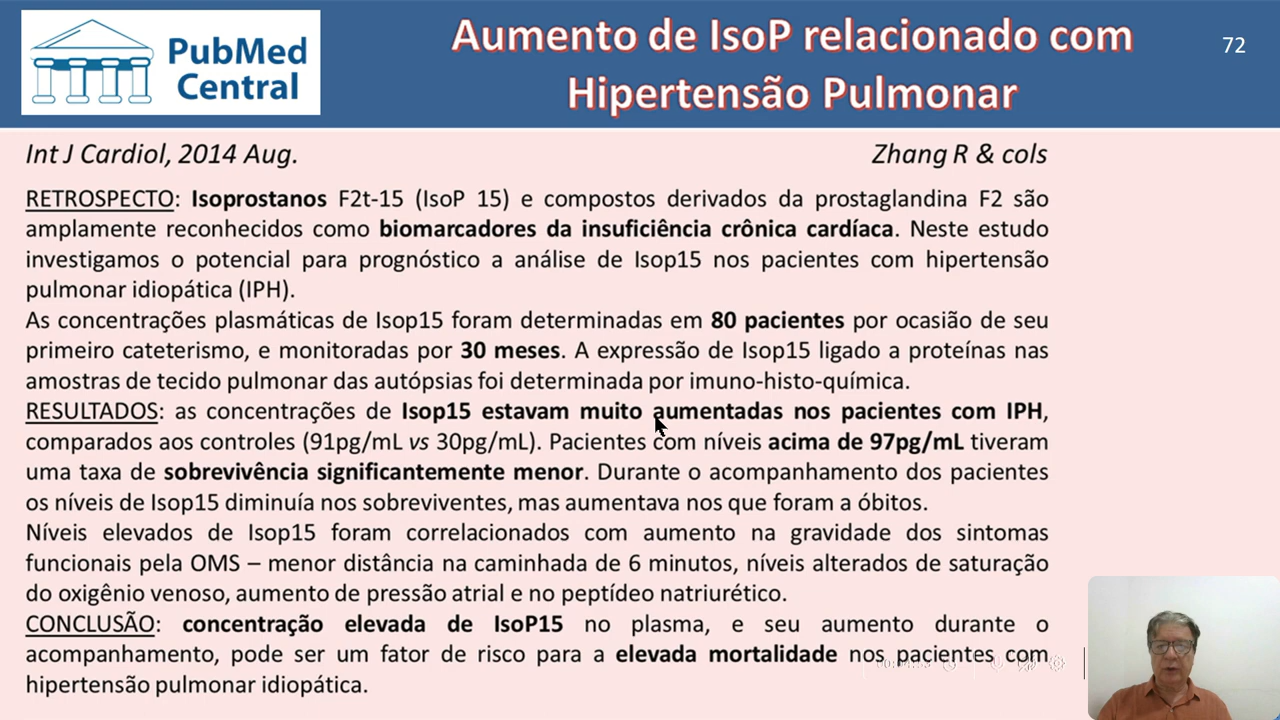 PubMed
Central
Aumento de IsoP relacionado com
Hipertensão Pulmonar
72
Int J Cardiol, 2014 Aug.
Zhang R & cols
RETROSPECTO: Isoprostanos F2t-15 (IsoP 15) e compostos derivados da prostaglandina F2 são
amplamente reconhecidos como biomarcadores da insuficiência crônica cardíaca. Neste estudo
investigamos o potencial para prognóstico a análise de Isop15 nos pacientes com hipertensão
pulmonar idiopática (IPH).
As concentrações plasmáticas de Isop15 foram determinadas em 80 pacientes por ocasião de seu
primeiro cateterismo, e monitoradas por 30 meses. A expressão de Isop15 ligado a proteínas nas
amostras de tecido pulmonar das autópsias foi determinada por imuno-histo-química.
RESULTADOS: as concentrações de Isop15 estavam muito aumentadas nos pacientes com IPH,
comparados aos controles (91pg/mL vs 30pg/mL). Pacientes com níveis acima de 97pg/mL tiveram
uma taxa de sobrevivência significantemente menor. Durante o acompanhamento dos pacientes
os níveis de Isop15 diminuía nos sobreviventes, mas aumentava nos que foram a óbitos.
Níveis elevados de Isop15 foram correlacionados com aumento na gravidade dos sintomas
funcionais pela OMS – menor distância na caminhada de 6 minutos, níveis alterados de saturação
do oxigênio venoso, aumento de pressão atrial e no peptídeo natriurético.
CONCLUSÃO: concentração elevada de IsoP15 no plasma, e seu aumento durante o
acompanhamento, pode ser um fator de risco para a elevada mortalidade nos pacientes com
hipertensão pulmonar idiopática.